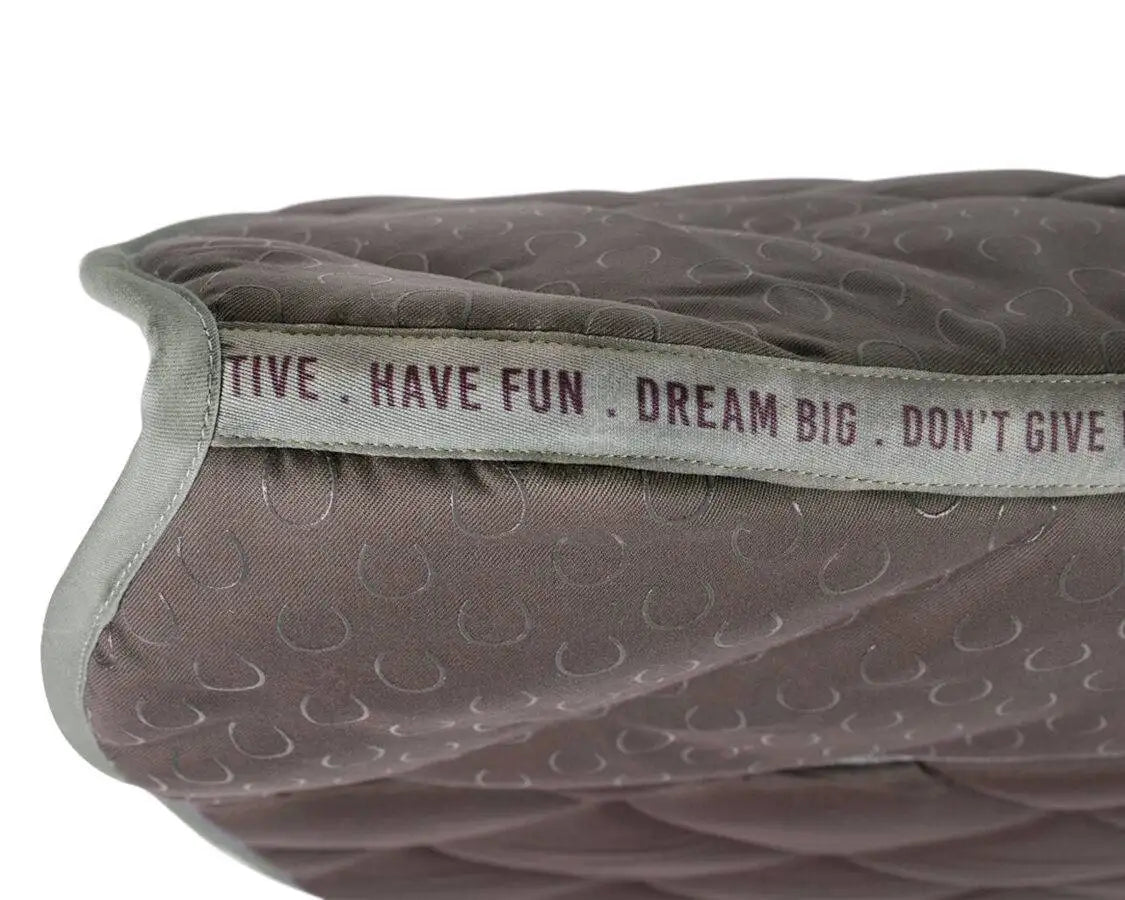 TIVE . HAVE FUN . DREAM BIG . DON'T GIVE